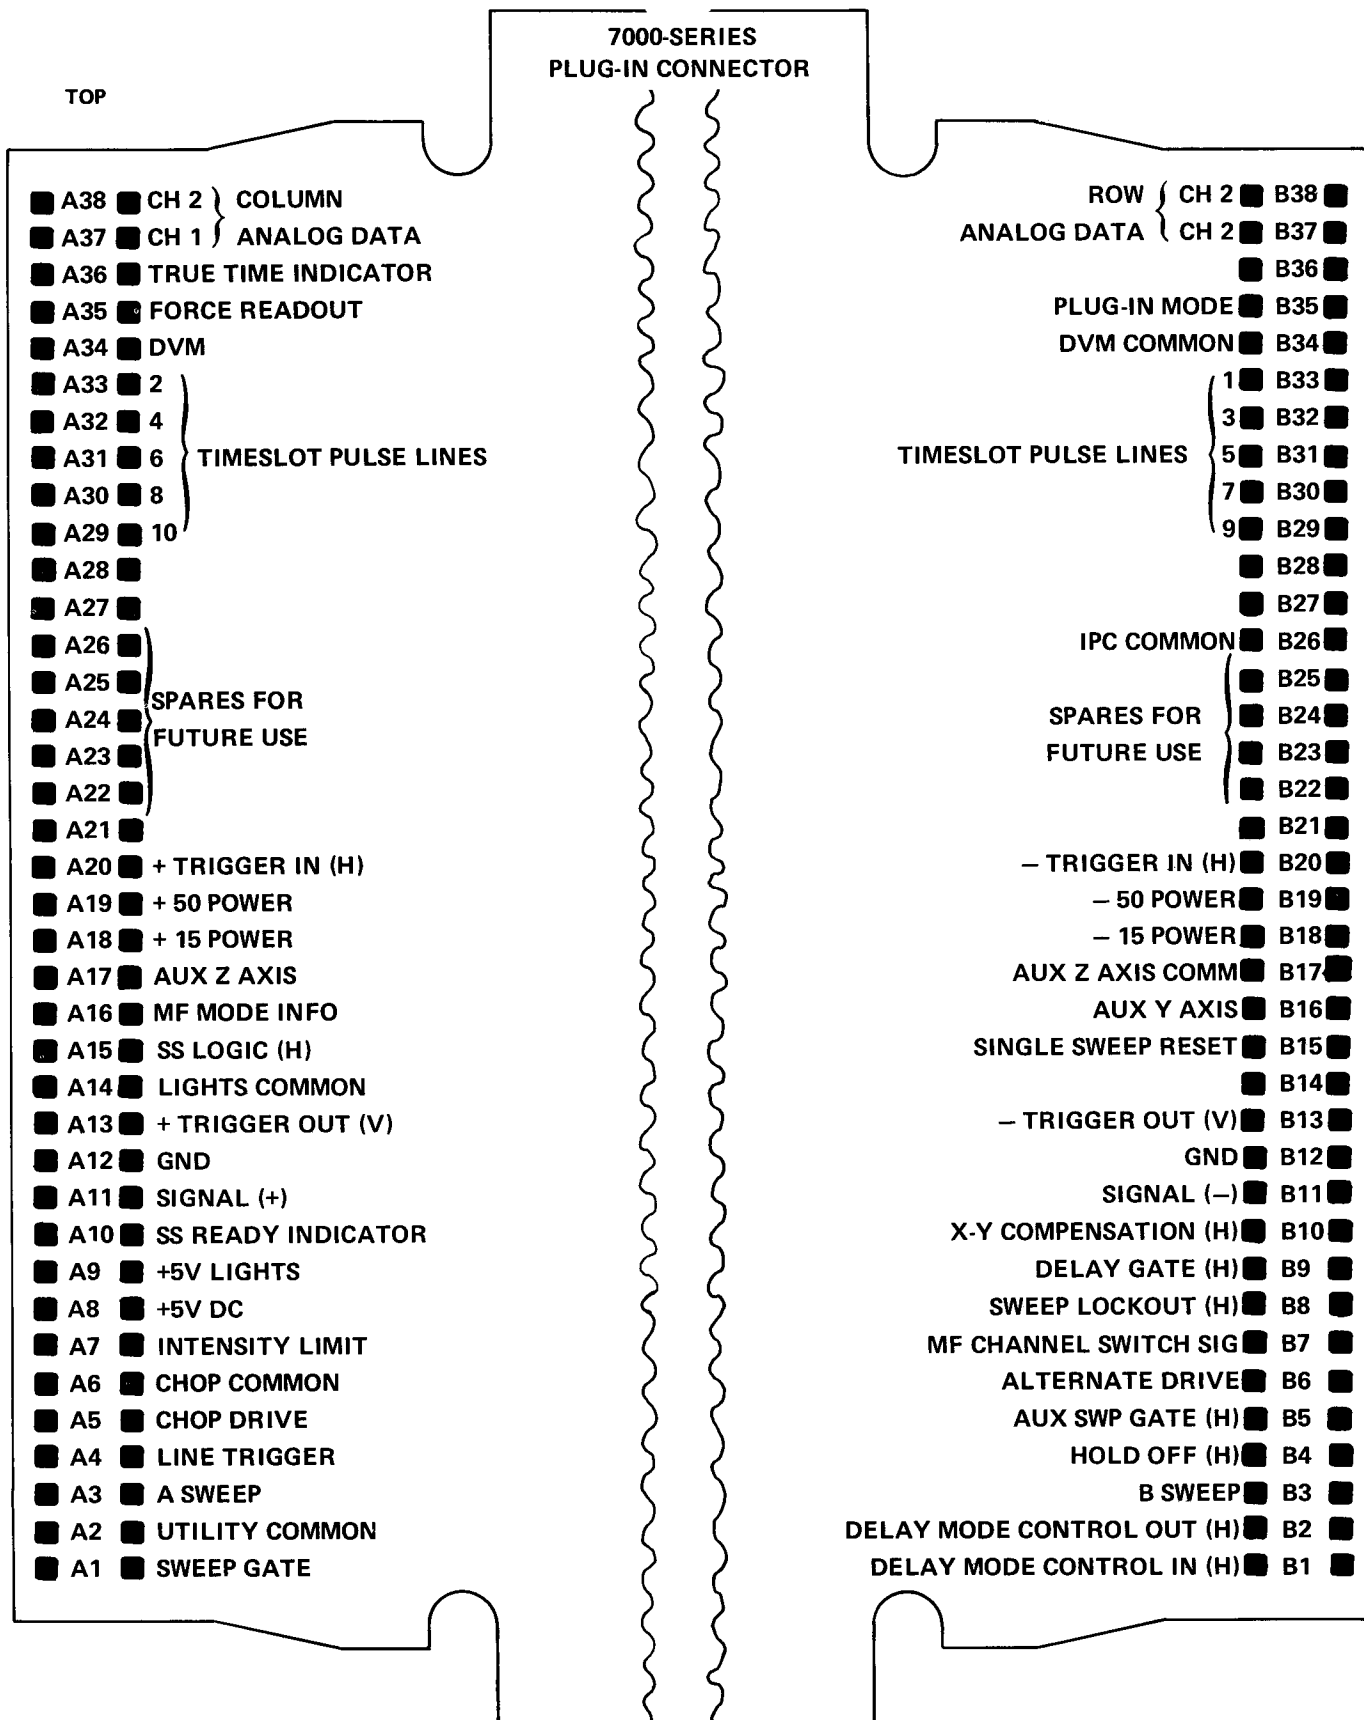 7000-SERIES
PLUG-IN CONNECTOR
TOP
A38 CH 2 COLUMN
A37 CH 1 ANALOG DATA
A36 TRUE TIME INDICATOR
A35 FORCE READOUT
A34 DVM
A33 2
A32 4
A31 6 TIMESLOT PULSE LINES
A30 8
A29 10
A28
A27
A26
A25
SPARES FOR
A24
FUTURE USE
A23
A22
A21
A20 + TRIGGER IN (H)
A19 + 50 POWER
A18 + 15 POWER
A17 AUX Z AXIS
A16 MF MODE INFO
A15 SS LOGIC (H)
A14 LIGHTS COMMON
A13 + TRIGGER OUT (V)
A12 GND
A11 SIGNAL (+)
A10 SS READY INDICATOR
A9 +5V LIGHTS
A8 +5V DC
A7 INTENSITY LIMIT
A6 CHOP COMMON
A5 CHOP DRIVE
A4 LINE TRIGGER
A3 A SWEEP
A2 UTILITY COMMON
A1 SWEEP GATE
ROW CH 2 B38
ANALOG DATA CH 2 B37
B36
PLUG-IN MODE B35
DVM COMMON B34
1 B33
3 B32
TIMESLOT PULSE LINES 5 B31
7 B30
9 B29
B28
B27
IPC COMMON B26
B25
SPARES FOR B24
FUTURE USE B23
B22
B21
− TRIGGER IN (H) B20
− 50 POWER B19
− 15 POWER B18
AUX Z AXIS COMM B17
AUX Y AXIS B16
SINGLE SWEEP RESET B15
B14
− TRIGGER OUT (V) B13
GND B12
SIGNAL (−) B11
X-Y COMPENSATION (H) B10
DELAY GATE (H) B9
SWEEP LOCKOUT (H) B8
MF CHANNEL SWITCH SIG B7
ALTERNATE DRIVE B6
AUX SWP GATE (H) B5
HOLD OFF (H) B4
B SWEEP B3
DELAY MODE CONTROL OUT (H) B2
DELAY MODE CONTROL IN (H) B1